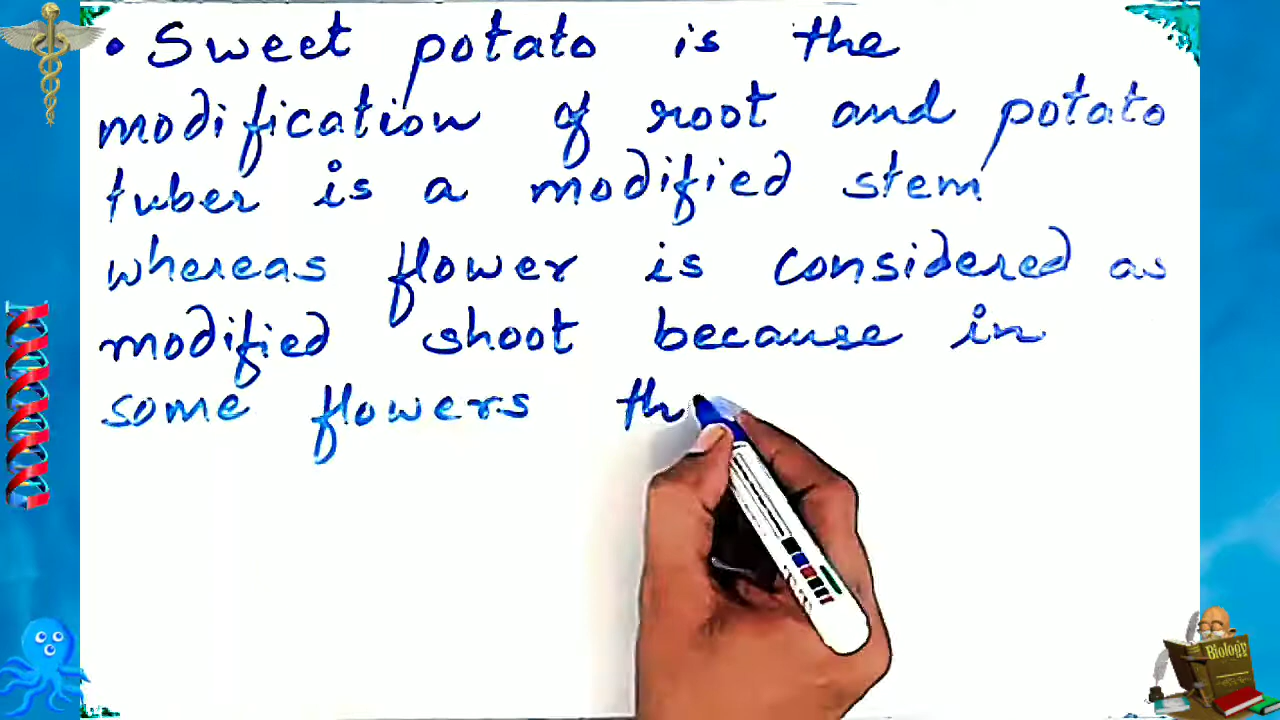 • Sweet potato is the
modification of root and potato
tuber is a modified stem
whereas flower is considered as
modified shoot because in
some flowers th
Biology